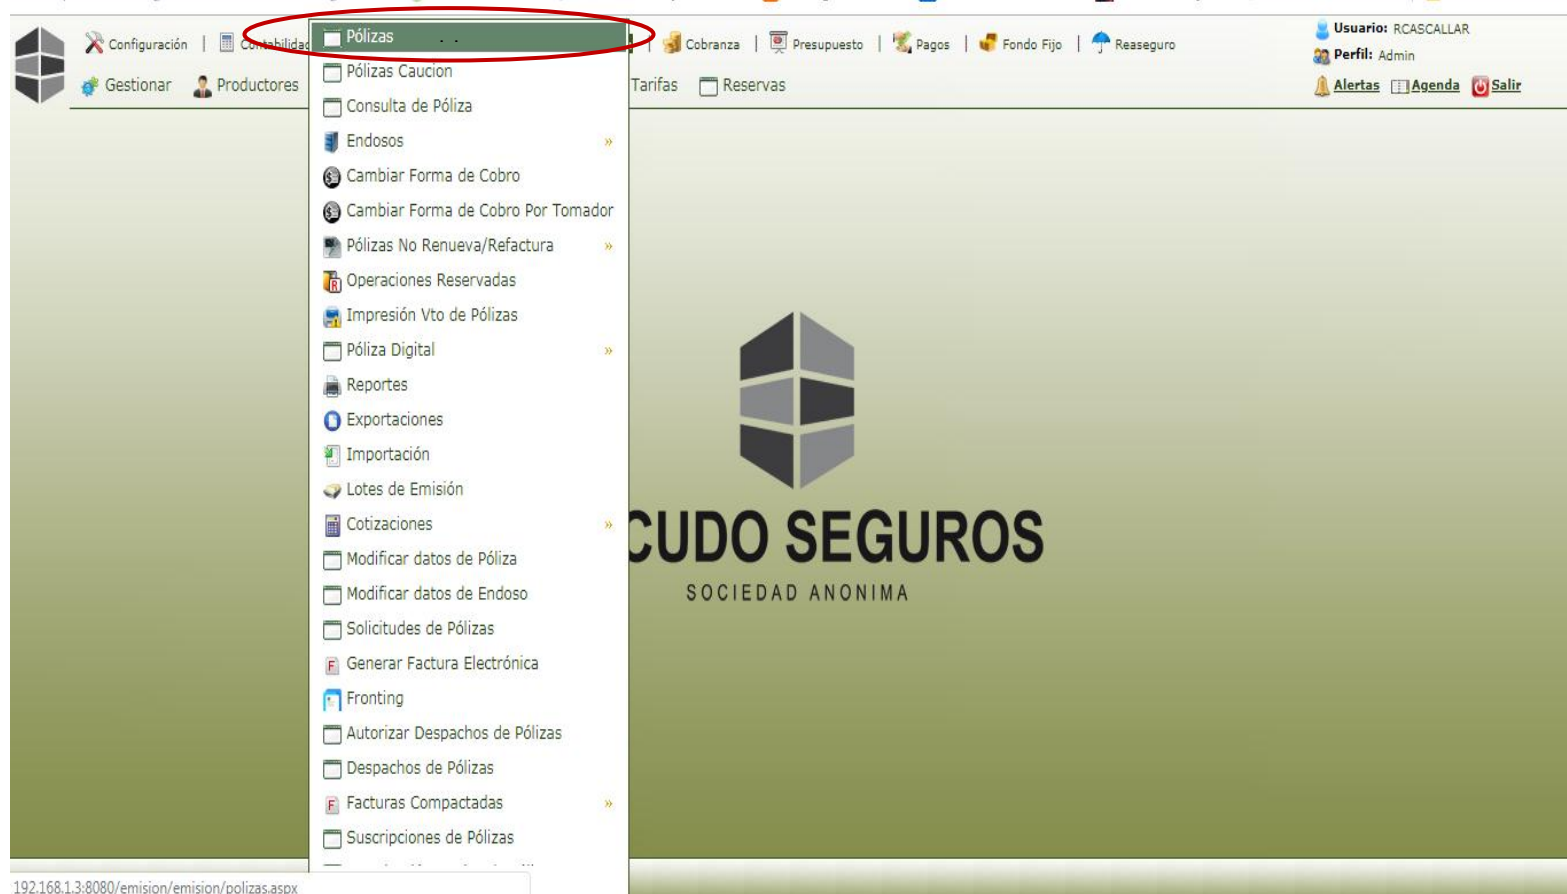 Configuración | Contabilidad | Cobranza | Presupuesto | Pagos | Fondo Fijo | Reaseguro
Usuario: RCASCALLAR
Perfil: Admin
Alertas Agenda Salir
Gestionar Productores Tarifas Reservas
Pólizas
Pólizas Caucion
Consulta de Póliza
Endosos »
Cambiar Forma de Cobro
Cambiar Forma de Cobro Por Tomador
Pólizas No Renueva/Refactura »
Operaciones Reservadas
Impresión Vto de Pólizas
Póliza Digital »
Reportes
Exportaciones
Importación
Lotes de Emisión
Cotizaciones »
Modificar datos de Póliza
Modificar datos de Endoso
Solicitudes de Pólizas
F Generar Factura Electrónica
Fronting
Autorizar Despachos de Pólizas
Despachos de Pólizas
F Facturas Compactadas »
Suscripciones de Pólizas
CUDO SEGUROS
SOCIEDAD ANONIMA
192.168.1.3:8080/emision/emision/polizas.aspx